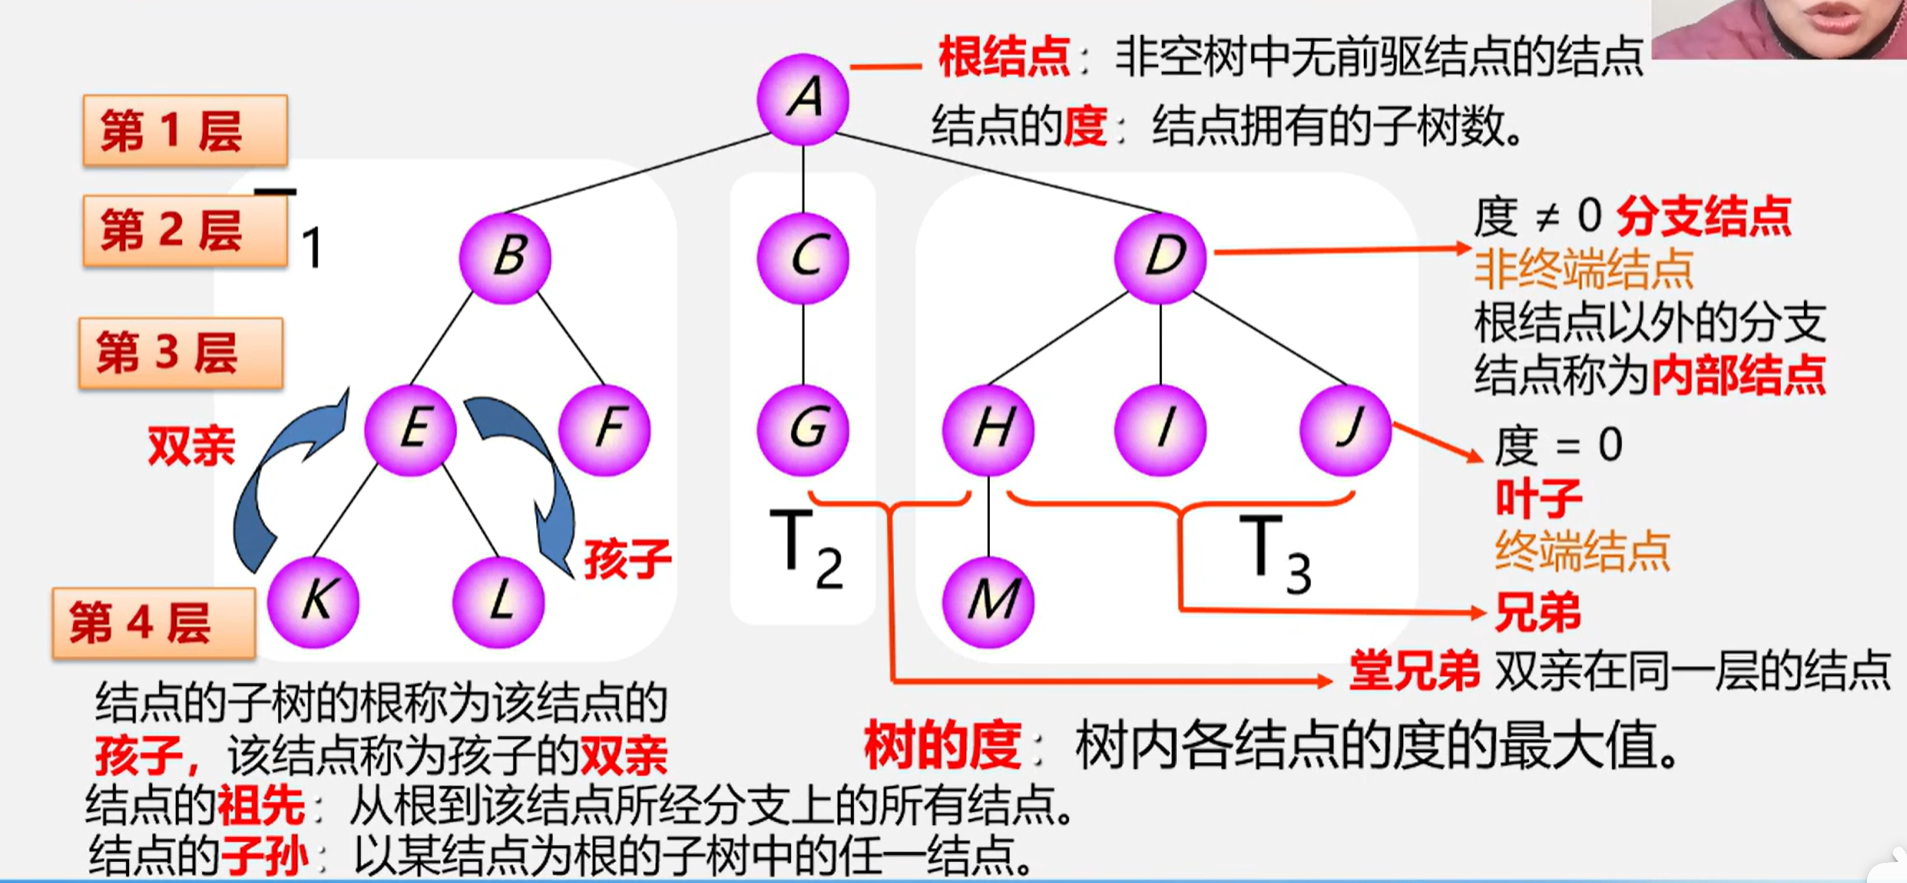 根结点：非空树中无前驱结点的结点
A
结点的度：结点拥有的子树数。
第 1 层
第 2 层
T1
B
C
D
度 ≠ 0 分支结点
非终端结点
根结点以外的分支
结点称为内部结点
第 3 层
双亲
E
F
G
H
I
J
度 = 0
叶子
终端结点
孩子
T2
T3
第 4 层
K
L
M
兄弟
堂兄弟 双亲在同一层的结点
结点的子树的根称为该结点的
孩子，该结点称为孩子的双亲
树的度：树内各结点的度的最大值。
结点的祖先：从根到该结点所经分支上的所有结点。
结点的子孙：以某结点为根的子树中的任一结点。